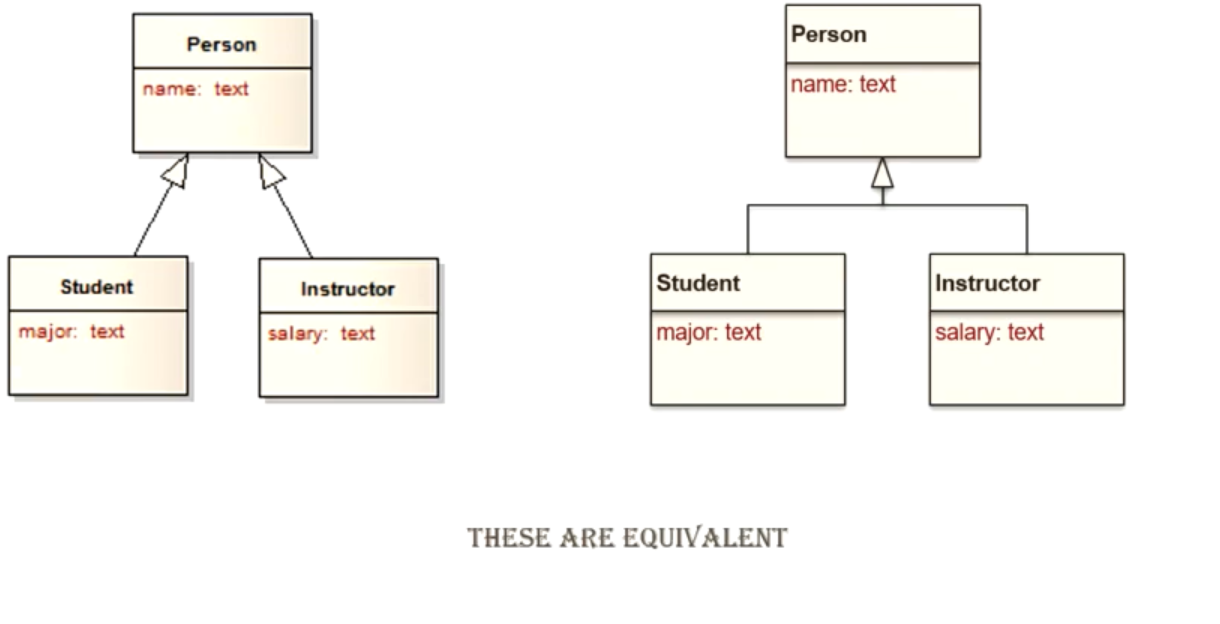 Person
name: text
Student
major: text
Instructor
salary: text
Person
name: text
Student
major: text
Instructor
salary: text
THESE ARE EQUIVALENT